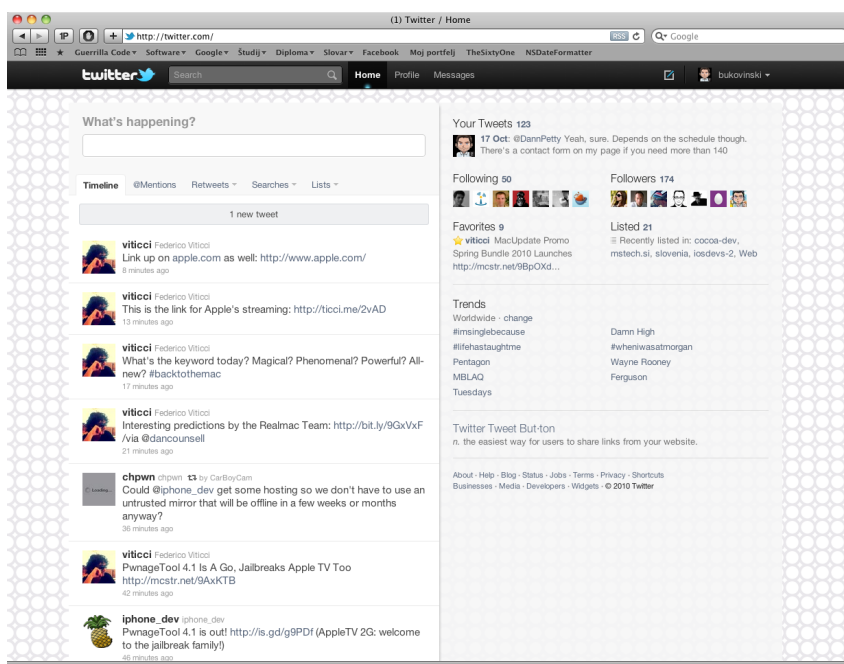 (1) Twitter / Home
1P
http://twitter.com/
RSS
Google
Guerrilla Code Software Google Študij Diploma Slovar Facebook Moj portfelj TheSixtyOne NSDateFormatter
twitter Search Home Profile Messages bukovinski
What's happening?
Timeline @Mentions Retweets Searches Lists
1 new tweet
viticci Federico Viticci
Link up on apple.com as well: http://www.apple.com/
8 minutes ago
viticci Federico Viticci
This is the link for Apple's streaming: http://ticci.me/2vAD
13 minutes ago
viticci Federico Viticci
What's the keyword today? Magical? Phenomenal? Powerful? All-
new? #backtothemac
17 minutes ago
viticci Federico Viticci
Interesting predictions by the Realmac Team: http://bit.ly/9GxVxF
/via @dancounsell
21 minutes ago
Loading...
chpwn chpwn by CarBoyCam
Could @iphone_dev get some hosting so we don't have to use an
untrusted mirror that will be offline in a few weeks or months
anyway?
36 minutes ago
viticci Federico Viticci
PwnageTool 4.1 Is A Go, Jailbreaks Apple TV Too
http://mcstr.net/9AxKTB
42 minutes ago
iphone_dev iphone_dev
PwnageTool 4.1 is out! http://is.gd/g9PDf (AppleTV 2G: welcome
to the jailbreak family!)
46 minutes ago
Your Tweets 123
17 Oct: @DannPetty Yeah, sure. Depends on the schedule though.
There's a contact form on my page if you need more than 140
Following 50
Followers 174
Favorites 9
viticci MacUpdate Promo
Spring Bundle 2010 Launches
http://mcstr.net/9BpOXd...
Listed 21
Recently listed in: cocoa-dev,
mstech.si, slovenia, iosdevs-2, Web
Trends
Worldwide · change
#imsinglebecause
#lifehastaughtme
Pentagon
MBLAQ
Tuesdays
Damn High
#wheniwasatmorgan
Wayne Rooney
Ferguson
Twitter Tweet But·ton
n. the easiest way for users to share links from your website.
About · Help · Blog · Status · Jobs · Terms · Privacy · Shortcuts
Businesses · Media · Developers · Widgets · © 2010 Twitter